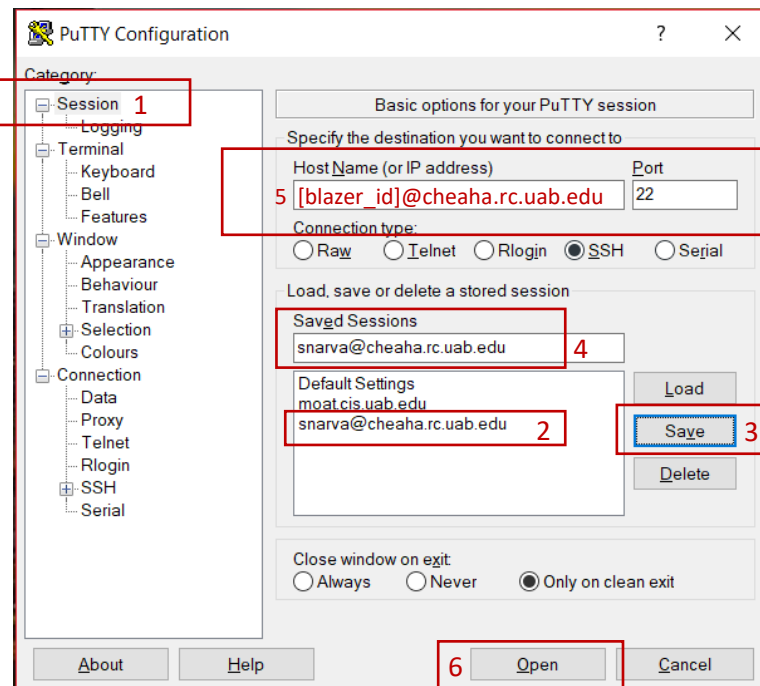 PuTTY Configuration ? ×
Category:
Session 1
Logging
Terminal
Keyboard
Bell
Features
Window
Appearance
Behaviour
Translation
Selection
Colours
Connection
Data
Proxy
Telnet
Rlogin
SSH
Serial
Basic options for your PuTTY session
Specify the destination you want to connect to
Host Name (or IP address) Port
5 [blazer_id]@cheaha.rc.uab.edu 22
Connection type:
Raw Telnet Rlogin SSH Serial
Load, save or delete a stored session
Saved Sessions
snarva@cheaha.rc.uab.edu 4
Default Settings
moat.cis.uab.edu
snarva@cheaha.rc.uab.edu 2
Load
Save 3
Delete
Close window on exit:
Always Never Only on clean exit
About Help 6 Open Cancel